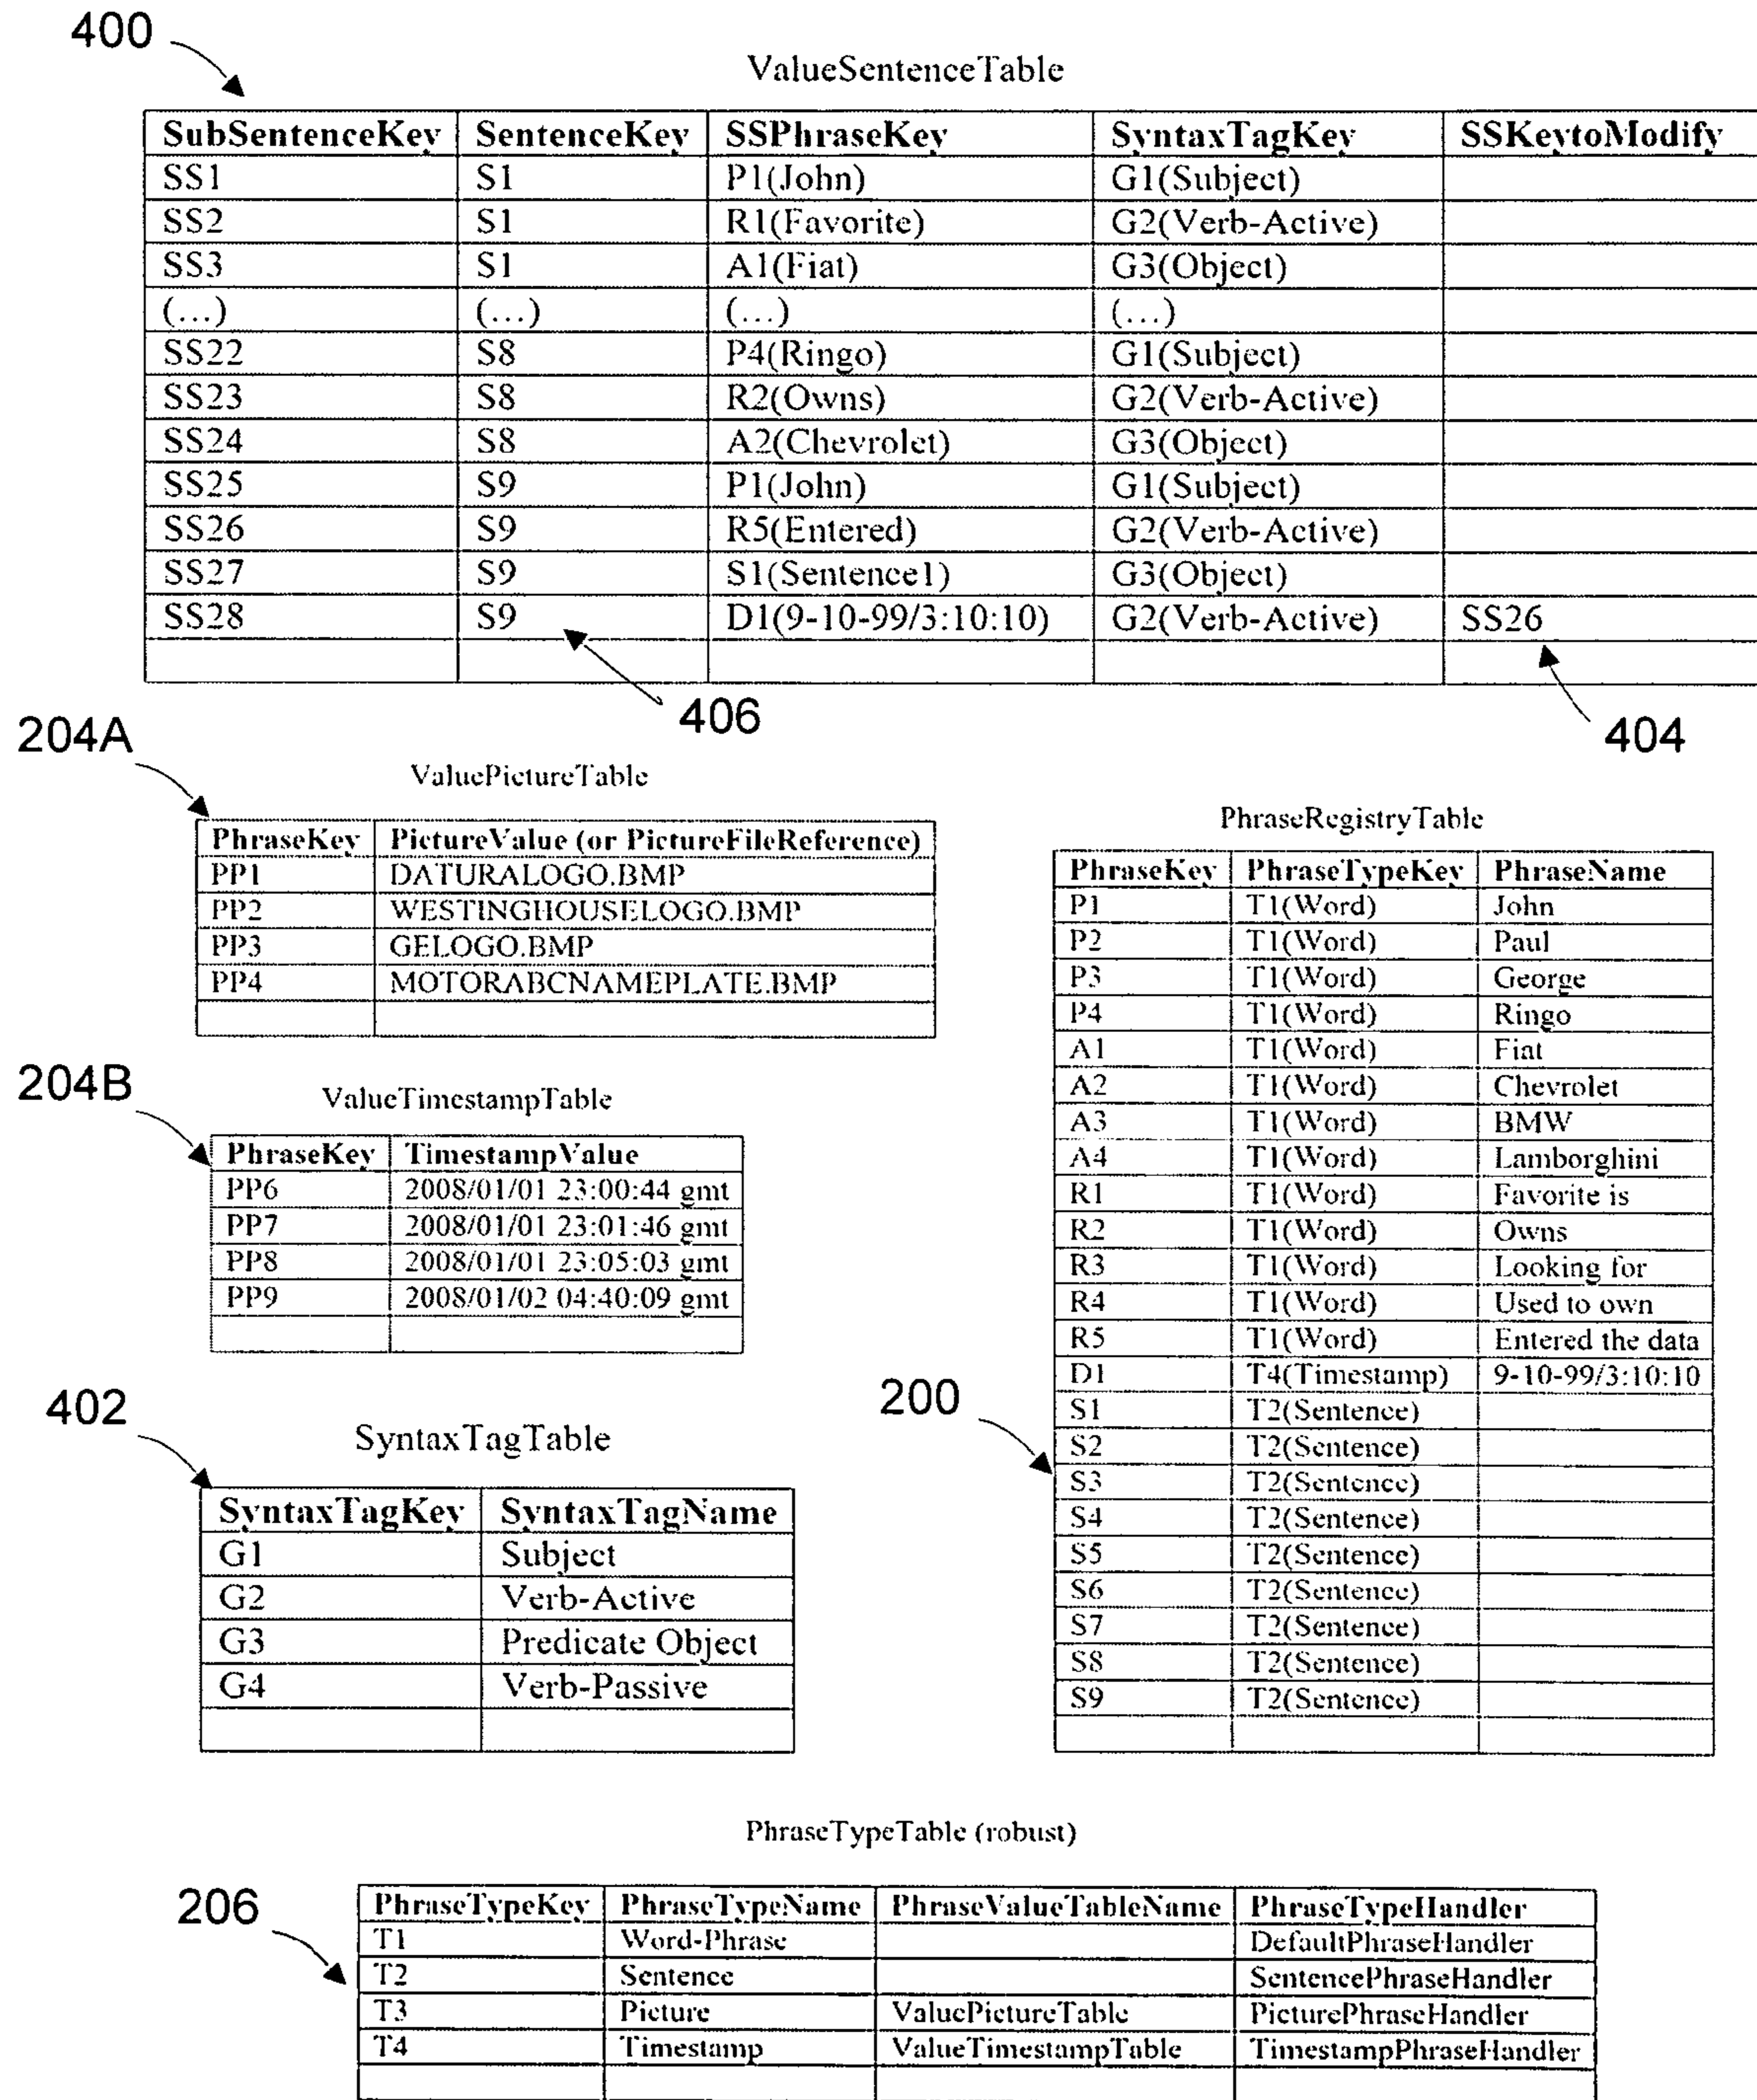 400
ValueSentenceTable
SubSentenceKey SentenceKey SSPhraseKey SyntaxTagKey SSKeytoModify
SS1 S1 P1(John) G1(Subject)
SS2 S1 R1(Favorite) G2(Verb-Active)
SS3 S1 A1(Fiat) G3(Object)
(...) (...) (...) (...)
SS22 S8 P4(Ringo) G1(Subject)
SS23 S8 R2(Owns) G2(Verb-Active)
SS24 S8 A2(Chevrolet) G3(Object)
SS25 S9 P1(John) G1(Subject)
SS26 S9 R5(Entered) G2(Verb-Active)
SS27 S9 S1(Sentence1) G3(Object)
SS28 S9 D1(9-10-99/3:10:10) G2(Verb-Active) SS26
406
404
204A
ValuePictureTable
PhraseKey PictureValue (or PictureFileReference)
PP1 DATURALOGO.BMP
PP2 WESTINGHOUSELOGO.BMP
PP3 GELOGO.BMP
PP4 MOTORABCNAMEPLATE.BMP
204B
ValueTimestampTable
PhraseKey TimestampValue
PP6 2008/01/01 23:00:44 gmt
PP7 2008/01/01 23:01:46 gmt
PP8 2008/01/01 23:05:03 gmt
PP9 2008/01/02 04:40:09 gmt
402
SyntaxTagTable
SyntaxTagKey SyntaxTagName
G1 Subject
G2 Verb-Active
G3 Predicate Object
G4 Verb-Passive
PhraseRegistryTable
PhraseKey PhraseTypeKey PhraseName
P1 T1(Word) John
P2 T1(Word) Paul
P3 T1(Word) George
P4 T1(Word) Ringo
A1 T1(Word) Fiat
A2 T1(Word) Chevrolet
A3 T1(Word) BMW
A4 T1(Word) Lamborghini
R1 T1(Word) Favorite is
R2 T1(Word) Owns
R3 T1(Word) Looking for
R4 T1(Word) Used to own
R5 T1(Word) Entered the data
D1 T4(Timestamp) 9-10-99/3:10:10
200
S1 T2(Sentence)
S2 T2(Sentence)
S3 T2(Sentence)
S4 T2(Sentence)
S5 T2(Sentence)
S6 T2(Sentence)
S7 T2(Sentence)
S8 T2(Sentence)
S9 T2(Sentence)
PhraseTypeTable (robust)
206
PhraseTypeKey PhraseTypeName PhraseValueTableName PhraseTypeHandler
T1 Word-Phrase DefaultPhraseHandler
T2 Sentence SentencePhraseHandler
T3 Picture ValuePictureTable PicturePhraseHandler
T4 Timestamp ValueTimestampTable TimestampPhraseHandler